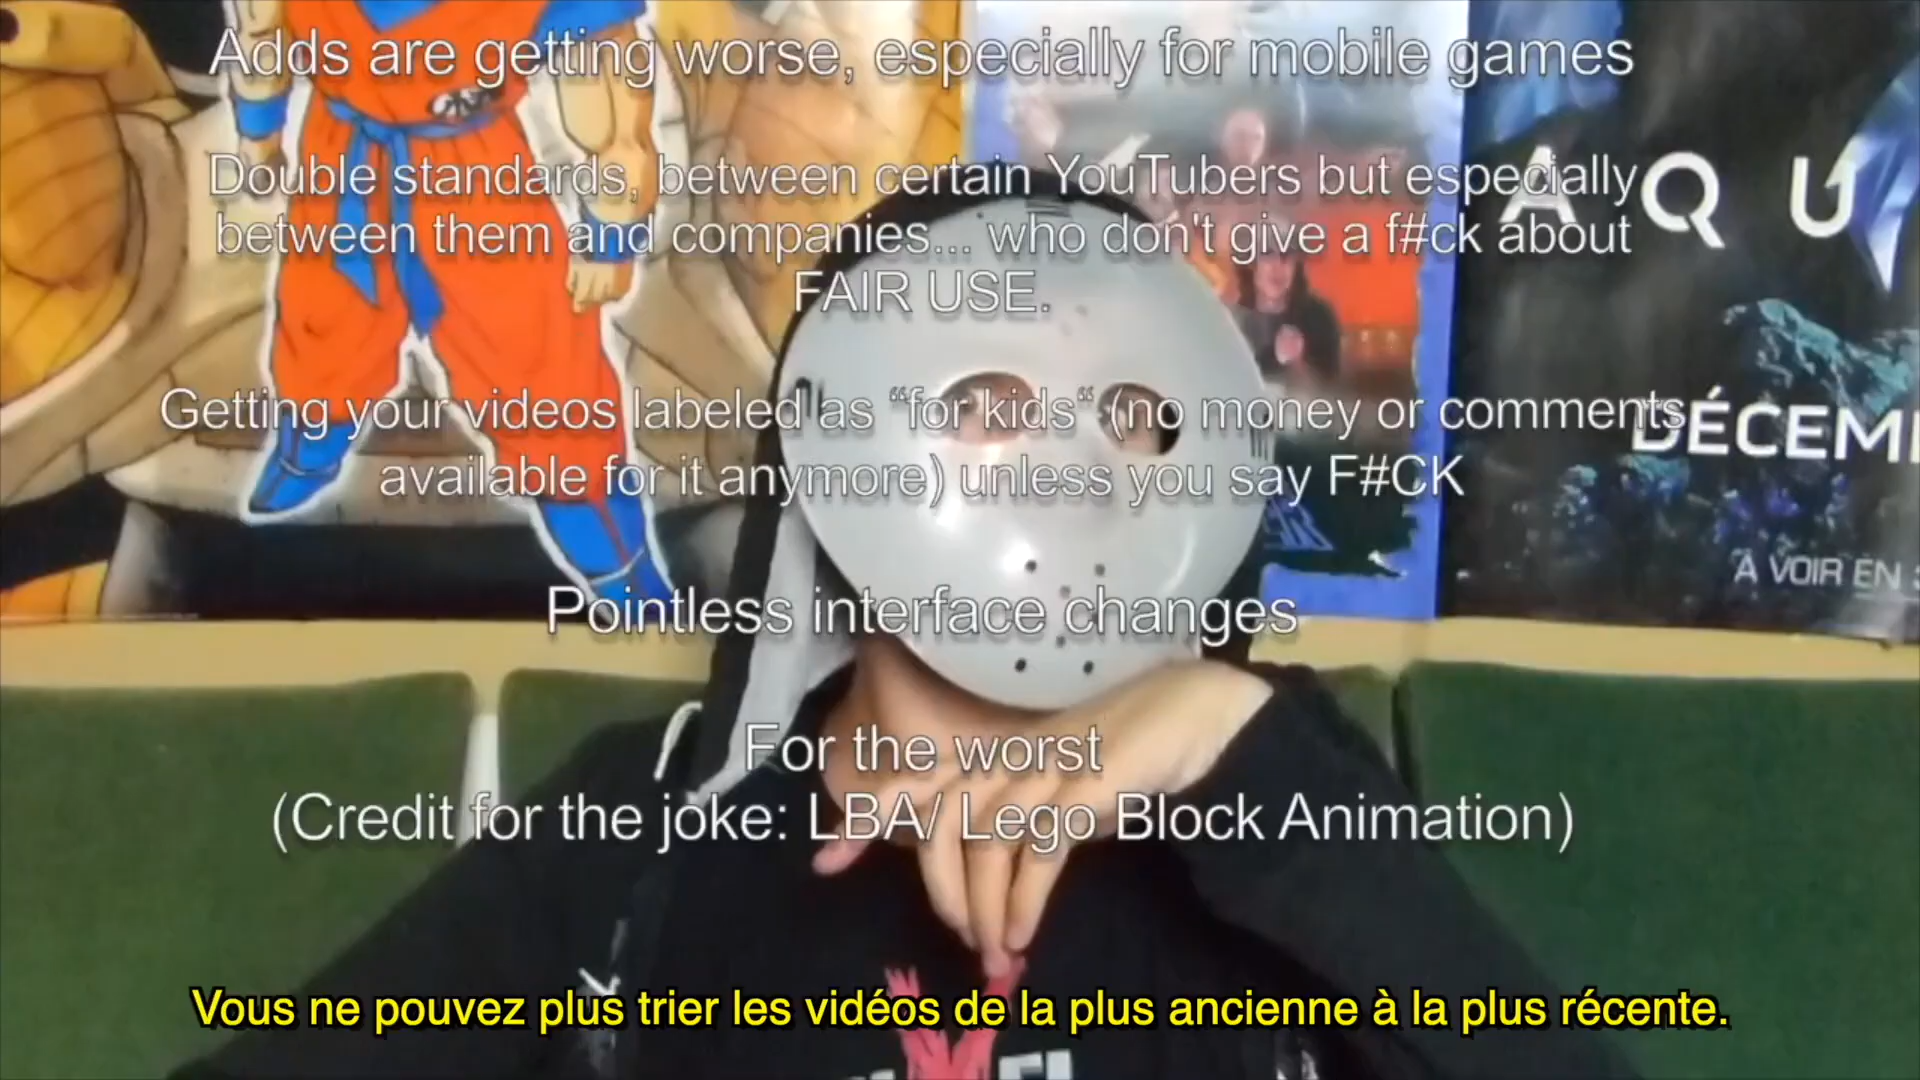 Adds are getting worse, especially for mobile games
Double standards, between certain YouTubers but especially
between them and companies... who don't give a f#ck about
FAIR USE.
Getting your videos labeled as “for kids“ (no money or comments
available for it anymore) unless you say F#CK
Pointless interface changes
For the worst
(Credit for the joke: LBA/ Lego Block Animation)
AQU
DÉCEM
À VOIR EN
Vous ne pouvez plus trier les vidéos de la plus ancienne à la plus récente.